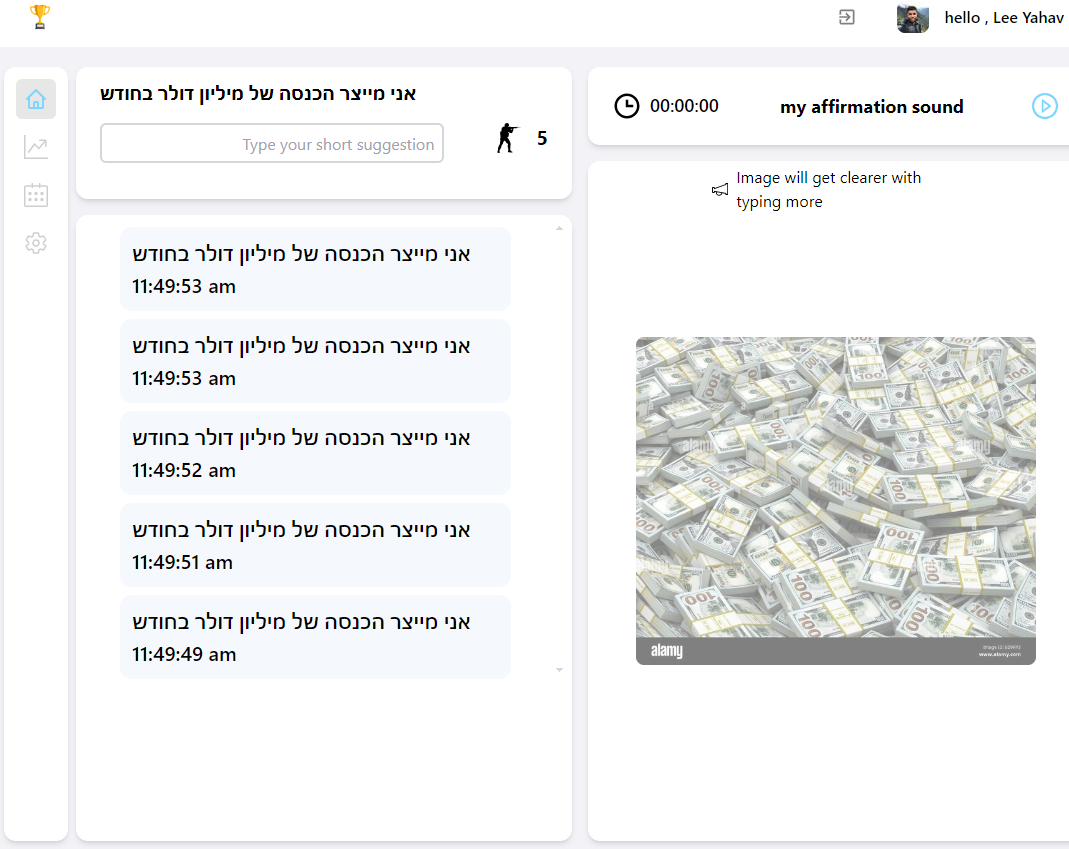 hello , Lee Yahav
אני מייצר הכנסה של מיליון דולר בחודש
Type your short suggestion
5
אני מייצר הכנסה של מיליון דולר בחודש
11:49:53 am
אני מייצר הכנסה של מיליון דולר בחודש
11:49:53 am
אני מייצר הכנסה של מיליון דולר בחודש
11:49:52 am
אני מייצר הכנסה של מיליון דולר בחודש
11:49:51 am
אני מייצר הכנסה של מיליון דולר בחודש
11:49:49 am
00:00:00
my affirmation sound
Image will get clearer with
typing more
alamy
www.alamy.com